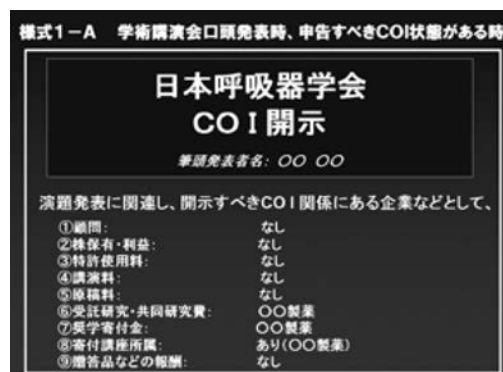 様式1-A 学術講演会口頭発表時、申告すべきCOI状態がある時
日本呼吸器学会
CO I 開示
筆頭発表者名: 〇〇 〇〇
演題発表に関連し、開示すべきCO I 関係にある企業などとして、
①顧問: なし
②株保有・利益: なし
③特許使用料: なし
④講演料: なし
⑤原稿料: なし
⑥受託研究・共同研究費: 〇〇製薬
⑦奨学寄付金: 〇〇製薬
⑧寄付講座所属: あり(〇〇製薬)
⑨贈答品などの報酬: なし